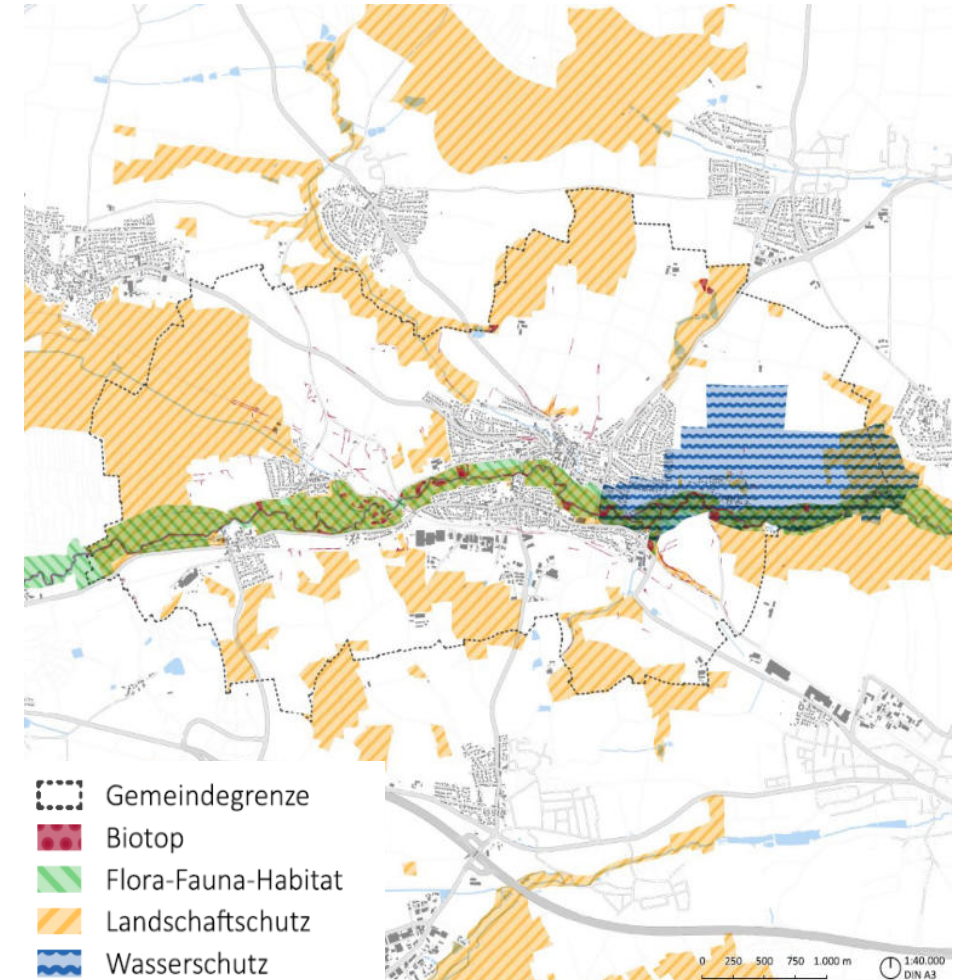 Gemeindegrenze
Biotop
Flora-Fauna-Habitat
Landschaftschutz
Wasserschutz
0 250 500 750 1.000 m
1:40.000
DIN A3